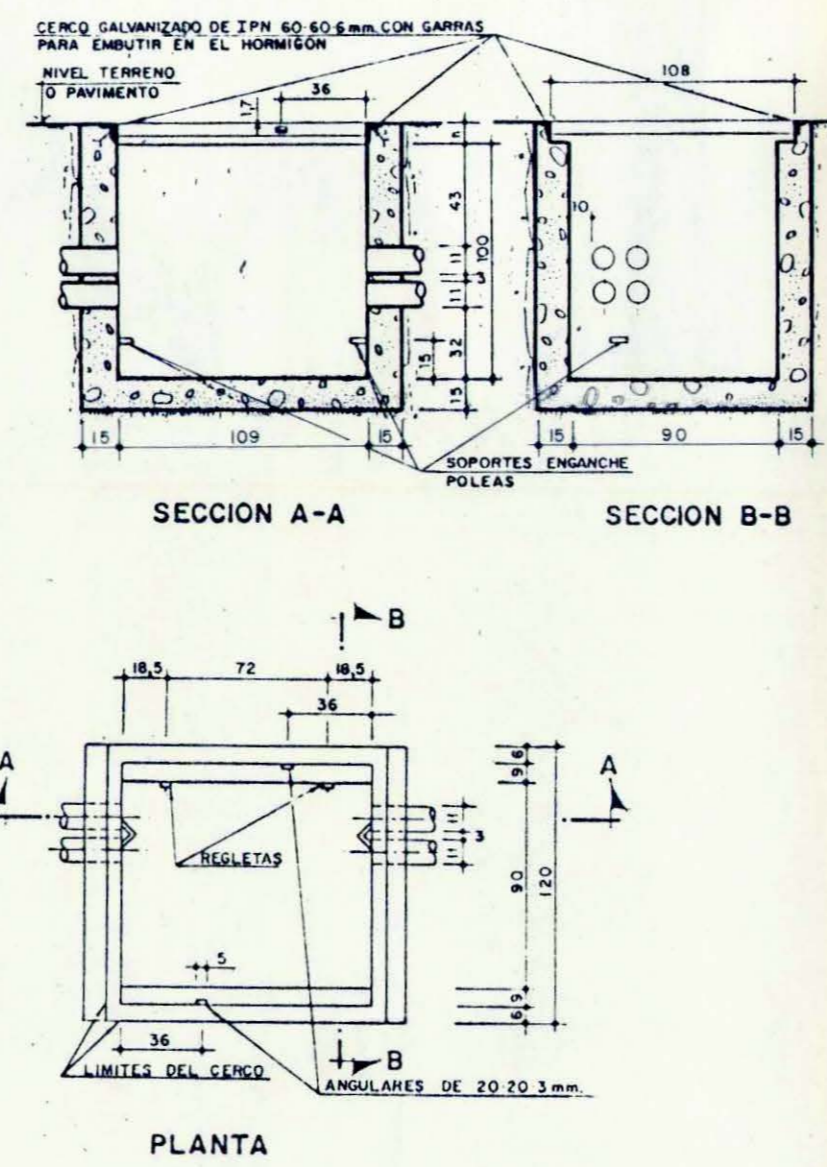 CERCO GALVANIZADO DE IPN 60·60·6 mm. CON GARRAS
PARA EMBUTIR EN EL HORMIGÓN
NIVEL TERRENO
O PAVIMENTO
36
1,7
108
h
43
100
10
11
3
11
15
32
15
15
109
15
15
90
15
SOPORTES ENGANCHE
POLEAS
SECCION A-A
SECCION B-B
B
18,5
72
18,5
36
A
A
6
9
11
3
11
REGLETAS
90
120
5
9
6
36
B
LIMITES DEL CERCO
ANGULARES DE 20·20·3 mm.
PLANTA